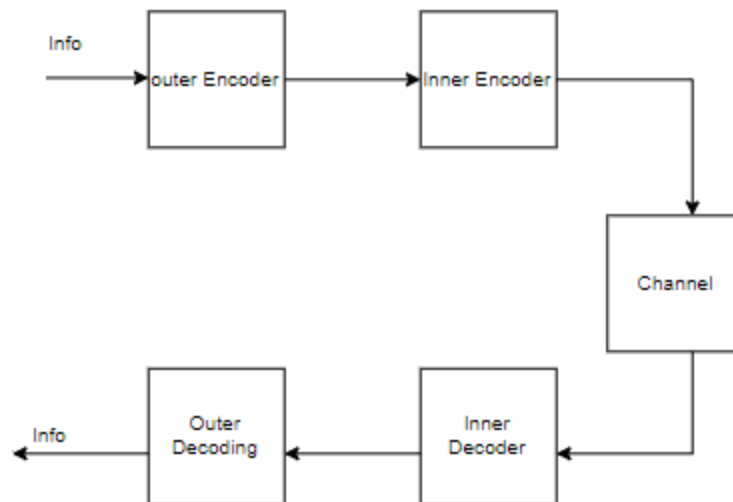 Info
outer Encoder
Inner Encoder
Channel
Outer
Decoding
Inner
Decoder
Info